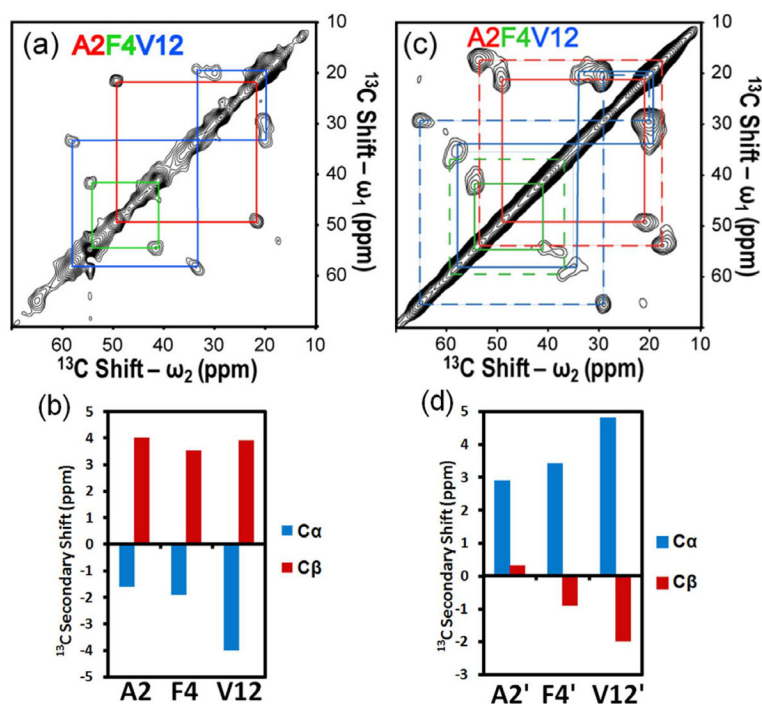 (a)
A2F4V12
10
20
30
40
50
60
¹³C Shift – ω₁ (ppm)
60 50 40 30 20 10
¹³C Shift – ω₂ (ppm)
(c)
A2F4V12
10
20
30
40
50
60
¹³C Shift – ω₁ (ppm)
60 50 40 30 20 10
¹³C Shift – ω₂ (ppm)
(b)
¹³C Secondary Shift (ppm)
5
4
3
2
1
0
-1
-2
-3
-4
-5
A2 F4 V12
Cα
Cβ
(d)
¹³C Secondary Shift (ppm)
5
4
3
2
1
0
-1
-2
-3
A2' F4' V12'
Cα
Cβ